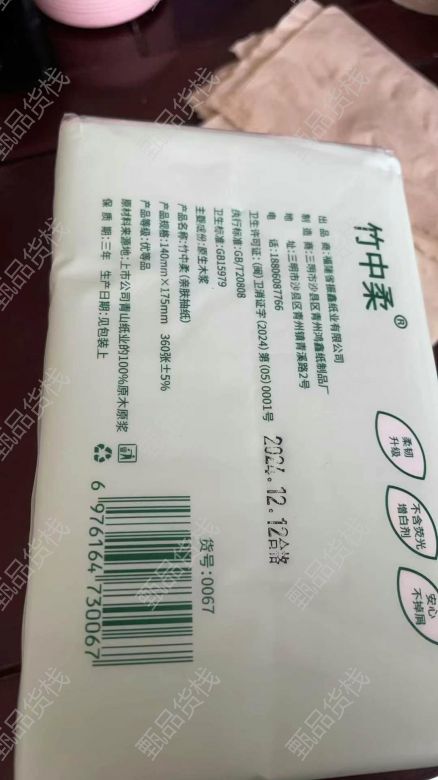 竹中柔®
出 品 商:福建省振鑫纸业有限公司
制 造 商:三明市沙县区青州鸿鑫纸制品厂
地 址:三明市沙县区青州镇青溪路2号
电 话:18806087766
卫生许可证:(闽)卫消证字(2024)第(05)0001号
执行标准:GB/T20808
卫生标准:GB15979
主要成份:原生木浆
产品名称:竹中柔(亲肤抽纸)
产品规格:140mm×175mm 360张±5%
产品等级:优等品
原材料来源地:上市公司青山纸业的100%原木原浆
保 质 期:三年 生产日期:见包装上
2024.12.12合格
柔韧
升级
不含荧光
增白剂
安心
不掉屑
货号:0067
6 976164 730067
甄品货栈